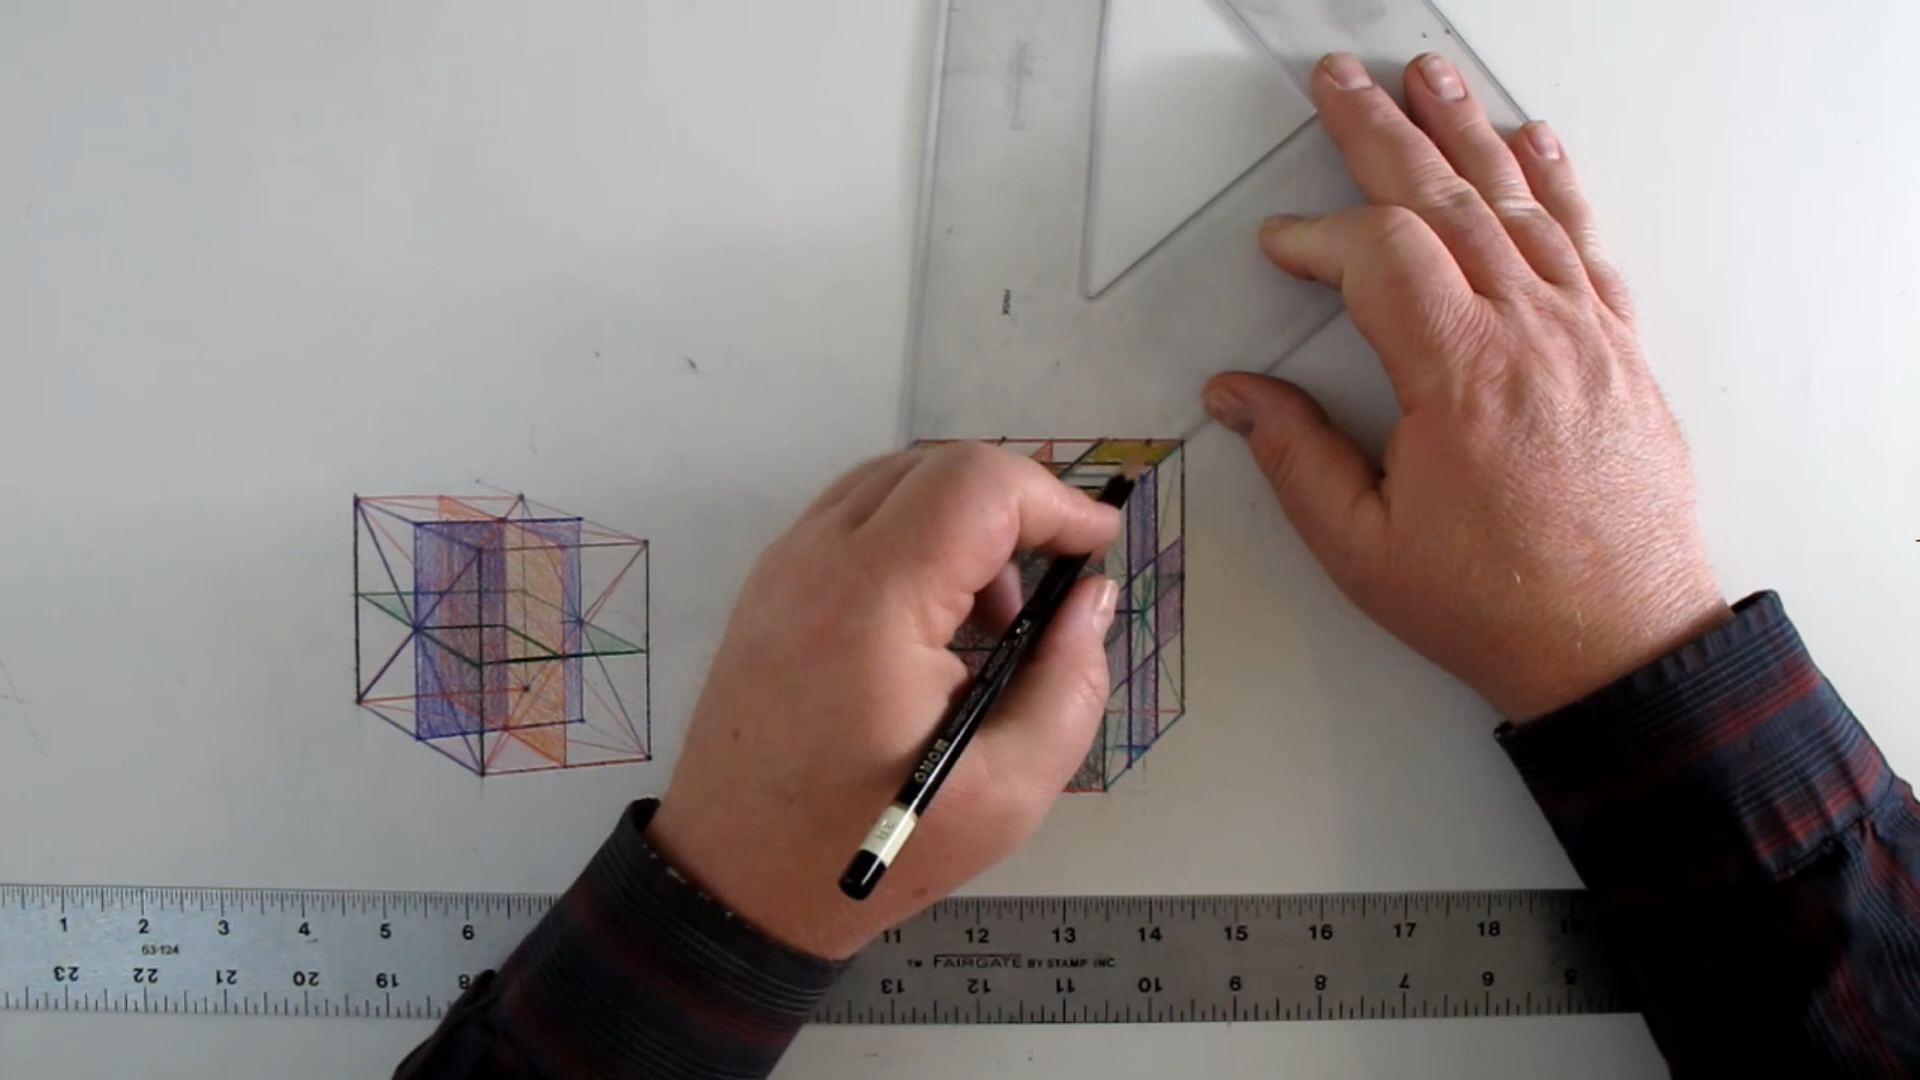 MONO
1 2 3 4 5 6 11 12 13 14 15 16 17 18
63-124
™ FAIRGATE BY STAMP INC.
23 22 21 20 19 13 12 11 10 9 8 7 6 5